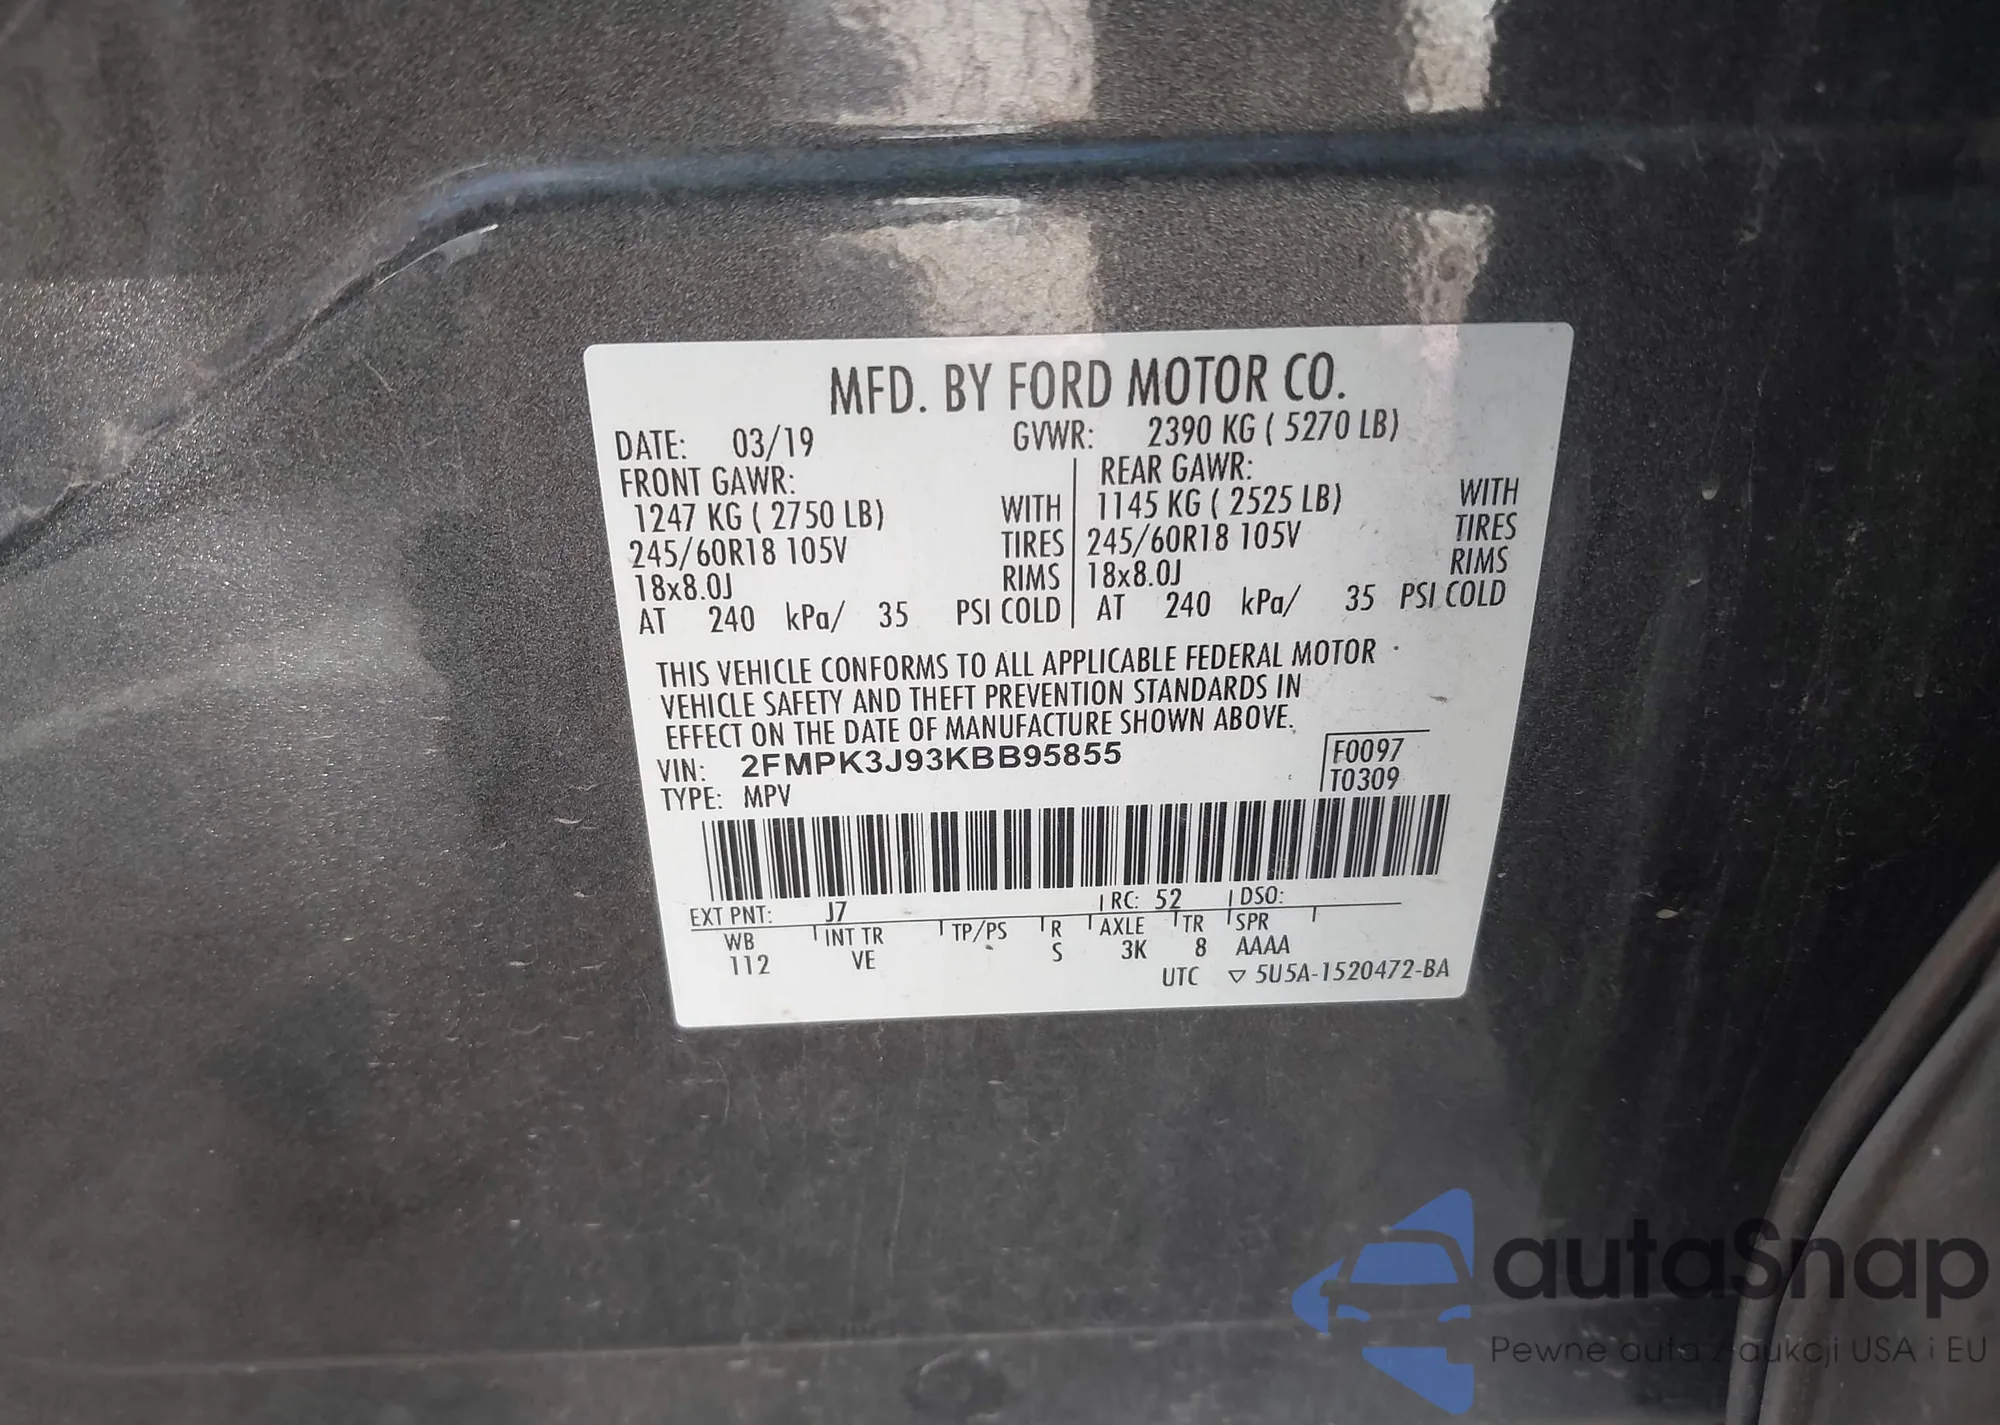 MFD. BY FORD MOTOR CO.
DATE: 03/19 GVWR: 2390 KG ( 5270 LB)
FRONT GAWR: REAR GAWR:
1247 KG ( 2750 LB) WITH 1145 KG ( 2525 LB) WITH
245/60R18 105V TIRES 245/60R18 105V TIRES
18x8.0J RIMS 18x8.0J RIMS
AT 240 kPa/ 35 PSI COLD AT 240 kPa/ 35 PSI COLD
THIS VEHICLE CONFORMS TO ALL APPLICABLE FEDERAL MOTOR
VEHICLE SAFETY AND THEFT PREVENTION STANDARDS IN
EFFECT ON THE DATE OF MANUFACTURE SHOWN ABOVE.
VIN: 2FMPK3J93KBB95855 F0097
TYPE: MPV T0309
EXT PNT: J7 RC: 52 DSO:
WB INT TR TP/PS R AXLE TR SPR
112 VE S 3K 8 AAAA
UTC ▽ 5U5A-1520472-BA
autaSnap
Pewne auta z aukcji USA i EU